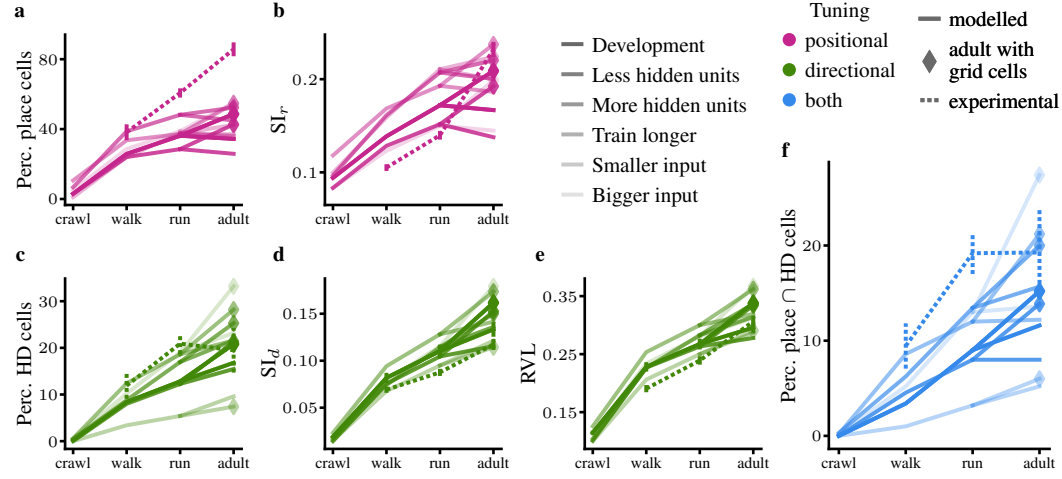 a
Perc. place cells
80
40
0
crawl
walk
run
adult
b
SI_r
0.2
0.1
crawl
walk
run
adult
Development
Less hidden units
More hidden units
Train longer
Smaller input
Bigger input
Tuning
positional
directional
both
modelled
adult with
grid cells
experimental
c
Perc. HD cells
30
20
10
0
crawl
walk
run
adult
d
SI_d
0.15
0.10
0.05
crawl
walk
run
adult
e
RVL
0.35
0.25
0.15
crawl
walk
run
adult
f
Perc. place ∩ HD cells
20
10
0
crawl
walk
run
adult